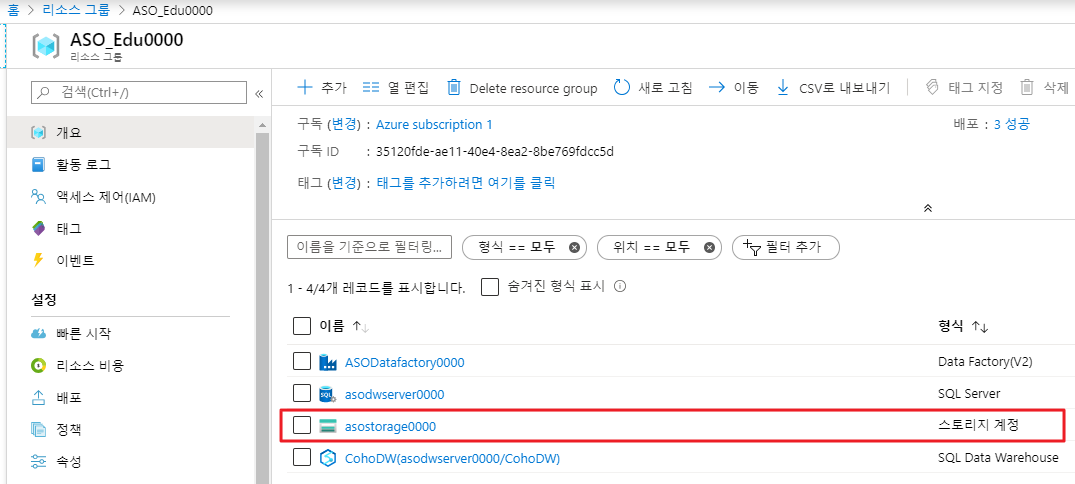 홈 > 리소스 그룹 > ASO_Edu0000
ASO_Edu0000
리소스 그룹
검색(Ctrl+/)
«
개요
활동 로그
액세스 제어(IAM)
태그
이벤트
설정
빠른 시작
리소스 비용
배포
정책
속성
추가 열 편집 Delete resource group 새로 고침 이동 CSV로 내보내기 태그 지정 삭제
구독 (변경) : Azure subscription 1 배포 : 3 성공
구독 ID : 35120fde-ae11-40e4-8ea2-8be769fdcc5d
태그 (변경) : 태그를 추가하려면 여기를 클릭
이름을 기준으로 필터링... 형식 == 모두 위치 == 모두 필터 추가
1 - 4/4개 레코드를 표시합니다. 숨겨진 형식 표시
이름 ↑↓ 형식 ↑↓
ASODatafactory0000 Data Factory(V2)
asodwserver0000 SQL Server
asostorage0000 스토리지 계정
CohoDW(asodwserver0000/CohoDW) SQL Data Warehouse